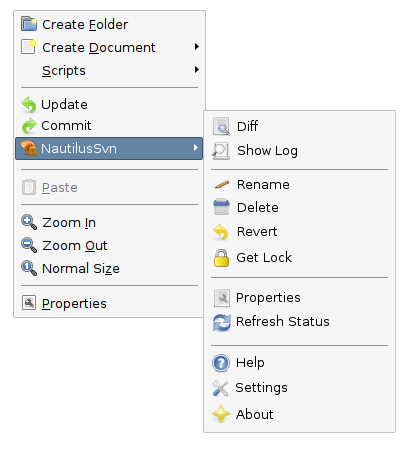 Create Folder
Create Document
Scripts
Update
Commit
NautilusSvn
Paste
Zoom In
Zoom Out
Normal Size
Properties
Diff
Show Log
Rename
Delete
Revert
Get Lock
Properties
Refresh Status
Help
Settings
About